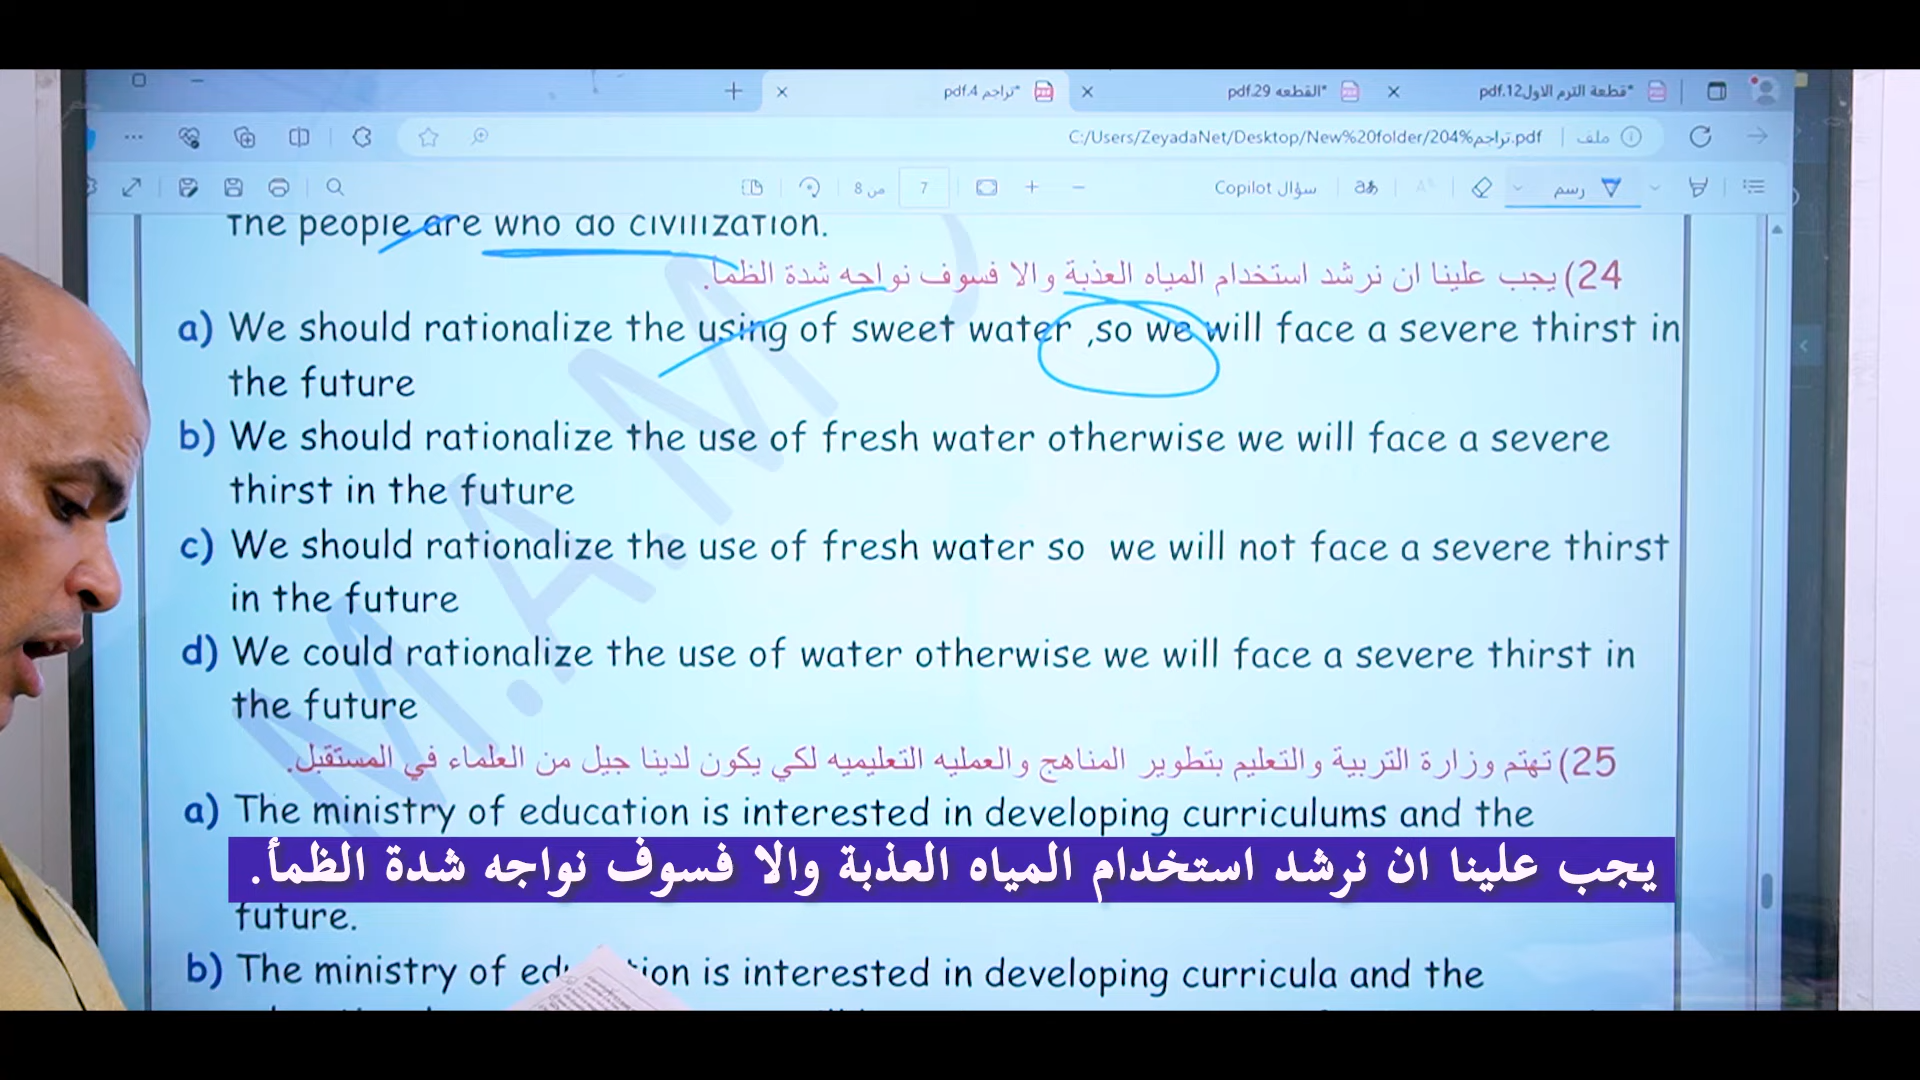 *تراجم 4.pdf
*القطعه 29.pdf
*قطعة الترم الاول12.pdf
C:/Users/ZeyadaNet/Desktop/New%20folder/204%تراجم.pdf
ملف
8 من
7
سؤال Copilot
رسم
The people are who do civilization.
24) يجب علينا ان نرشد استخدام المياه العذبة والا فسوف نواجه شدة الظمأ.
a) We should rationalize the using of sweet water ,so we will face a severe thirst in
the future
b) We should rationalize the use of fresh water otherwise we will face a severe
thirst in the future
c) We should rationalize the use of fresh water so we will not face a severe thirst
in the future
d) We could rationalize the use of water otherwise we will face a severe thirst in
the future
25) تهتم وزارة التربية والتعليم بتطوير المناهج والعمليه التعليميه لكي يكون لدينا جيل من العلماء في المستقبل.
a) The ministry of education is interested in developing curriculums and the
يجب علينا ان نرشد استخدام المياه العذبة والا فسوف نواجه شدة الظمأ.
future.
b) The ministry of education is interested in developing curricula and the
M.A.M